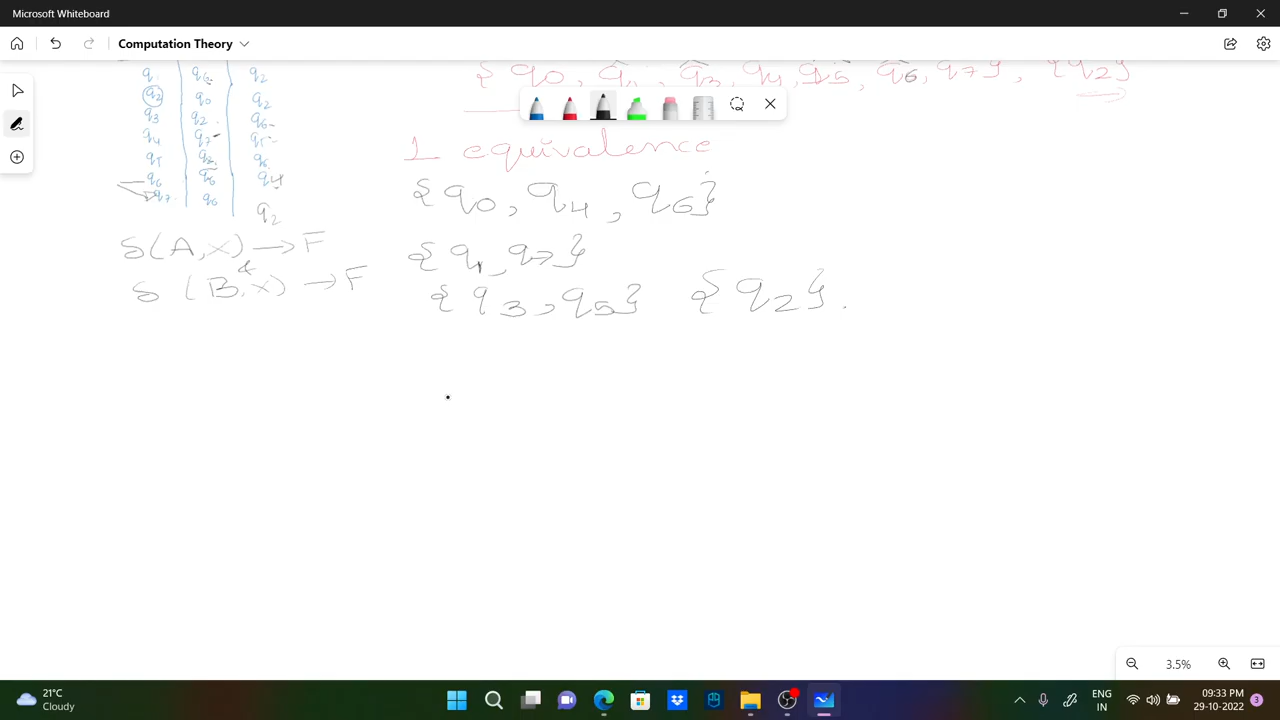 Microsoft Whiteboard
Computation Theory
q1 q6 q2
q2 q0 q2
q3 q2 q6
q4 q7 q5
q5 q2 q6
q6 q6 q4
q7 q6 q2
{q0, q1, q3, q4, q5, q6, q7}, {q2}
1 equivalence
{q0, q4, q6}
{q1, q7}
{q3, q5} {q2}.
δ(A,x) → F
&
δ (B,x) → F
3.5%
21°C
Cloudy
ENG
IN
09:33 PM
29-10-2022
3